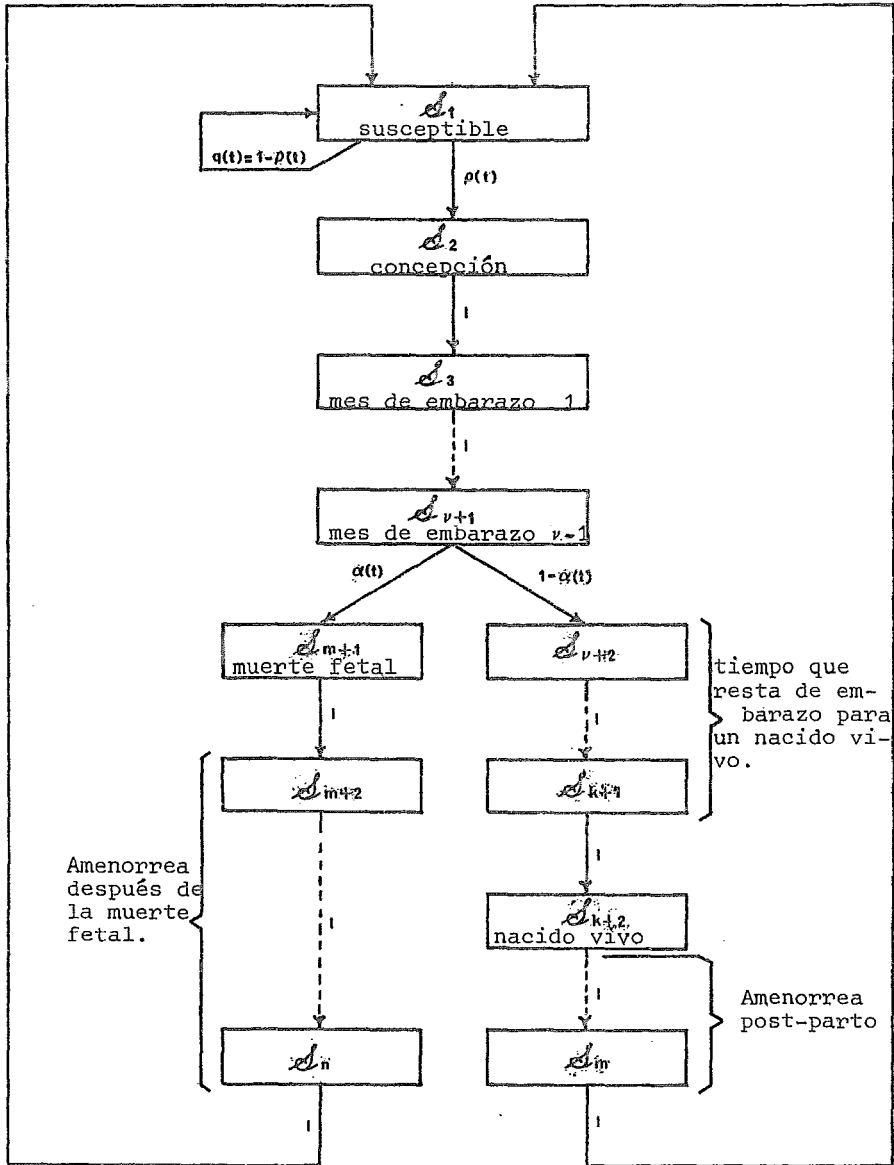 𝒮1
susceptible
q(t)=1-p(t)
p(t)
𝒮2
concepción
1
𝒮3
mes de embarazo 1
1
𝒮ν+1
mes de embarazo ν-1
α(t)
1-α(t)
𝒮m+1
muerte fetal
𝒮ν+2
tiempo que
resta de em-
barazo para
un nacido vi-
vo.
1
1
𝒮m+2
𝒮k+1
1
Amenorrea
después de
la muerte
fetal.
1
𝒮k+2
nacido vivo
1
Amenorrea
post-parto
𝒮n
𝒮m
1
1